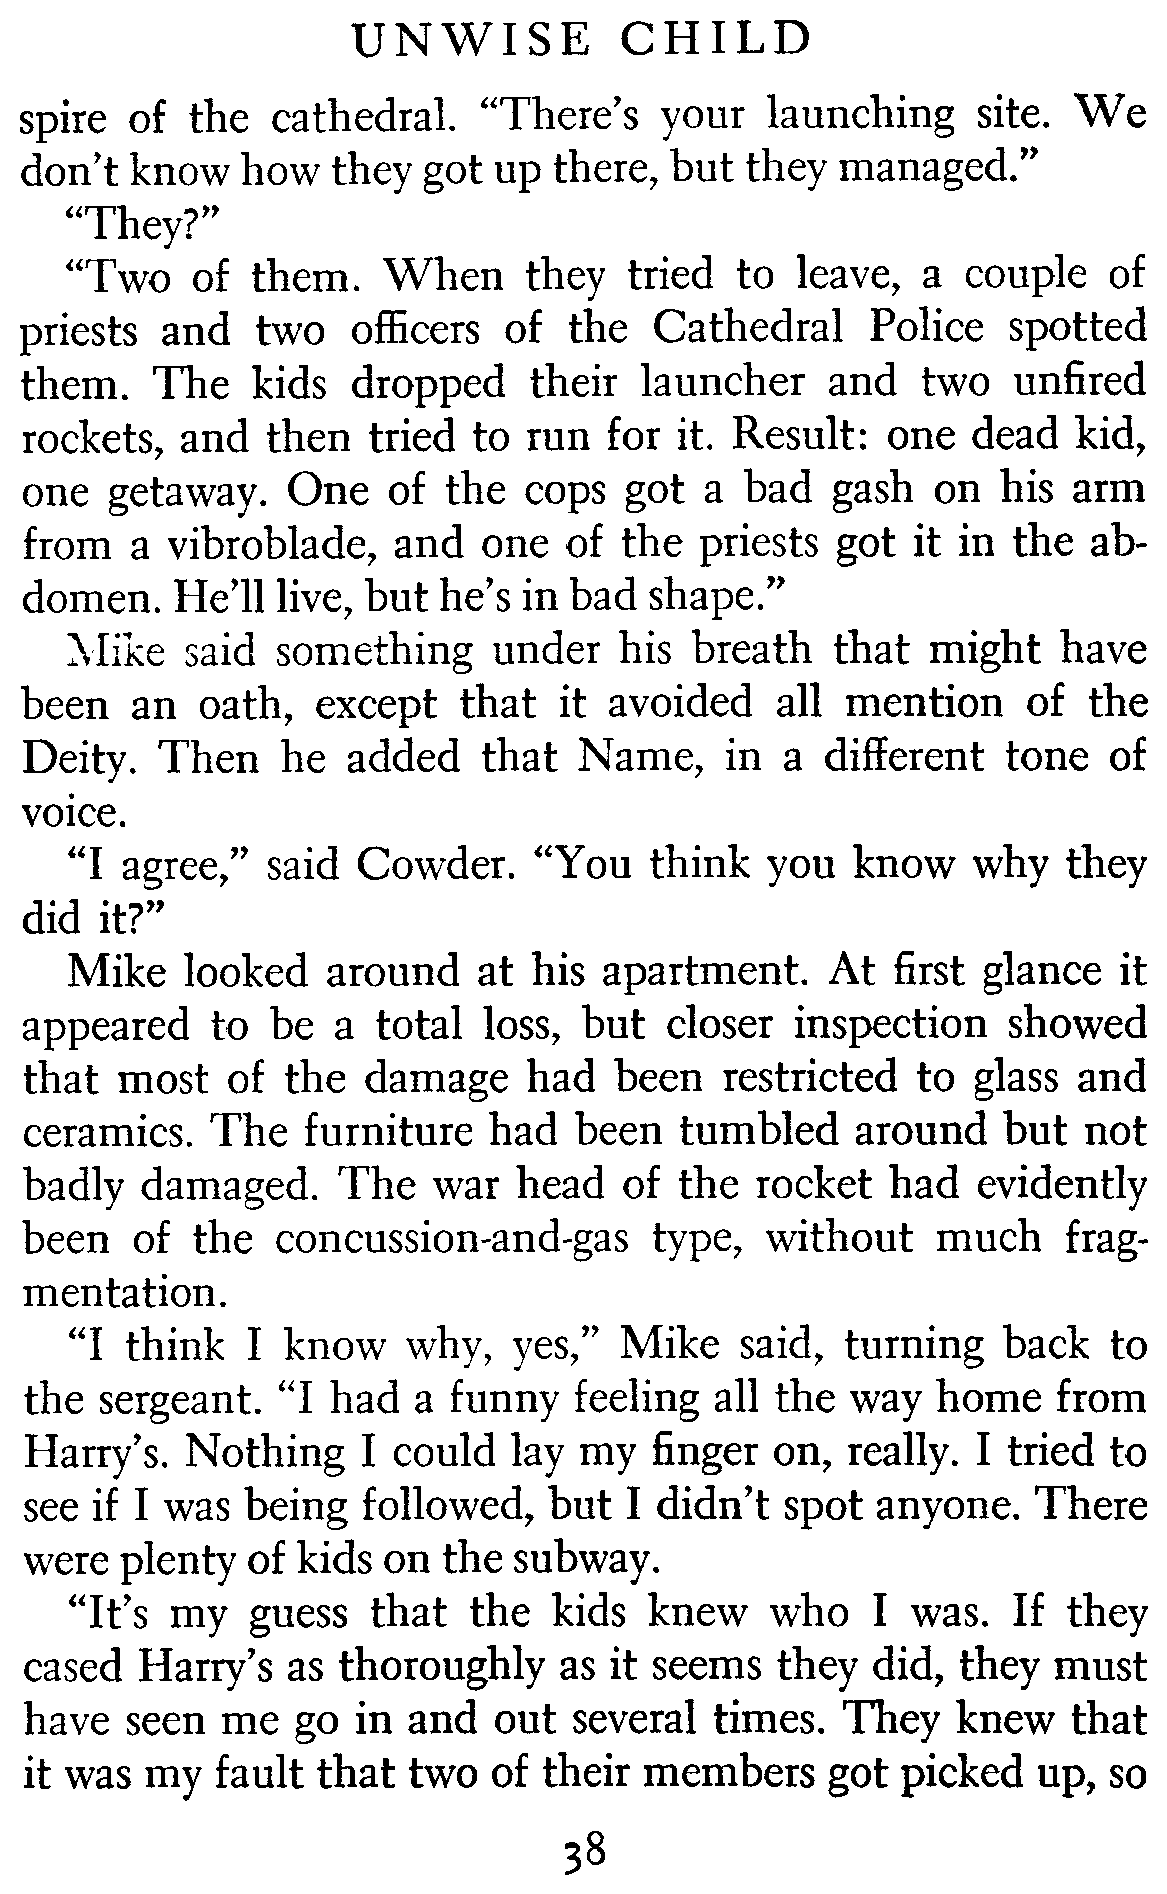 UNWISE CHILD
spire of the cathedral. “There’s your launching site. We
don’t know how they got up there, but they managed.”
“They?”
“Two of them. When they tried to leave, a couple of
priests and two officers of the Cathedral Police spotted
them. The kids dropped their launcher and two unfired
rockets, and then tried to run for it. Result: one dead kid,
one getaway. One of the cops got a bad gash on his arm
from a vibroblade, and one of the priests got it in the ab-
domen. He’ll live, but he’s in bad shape.”
Mike said something under his breath that might have
been an oath, except that it avoided all mention of the
Deity. Then he added that Name, in a different tone of
voice.
“I agree,” said Cowder. “You think you know why they
did it?”
Mike looked around at his apartment. At first glance it
appeared to be a total loss, but closer inspection showed
that most of the damage had been restricted to glass and
ceramics. The furniture had been tumbled around but not
badly damaged. The war head of the rocket had evidently
been of the concussion-and-gas type, without much frag-
mentation.
“I think I know why, yes,” Mike said, turning back to
the sergeant. “I had a funny feeling all the way home from
Harry’s. Nothing I could lay my finger on, really. I tried to
see if I was being followed, but I didn’t spot anyone. There
were plenty of kids on the subway.
“It’s my guess that the kids knew who I was. If they
cased Harry’s as thoroughly as it seems they did, they must
have seen me go in and out several times. They knew that
it was my fault that two of their members got picked up, so
38